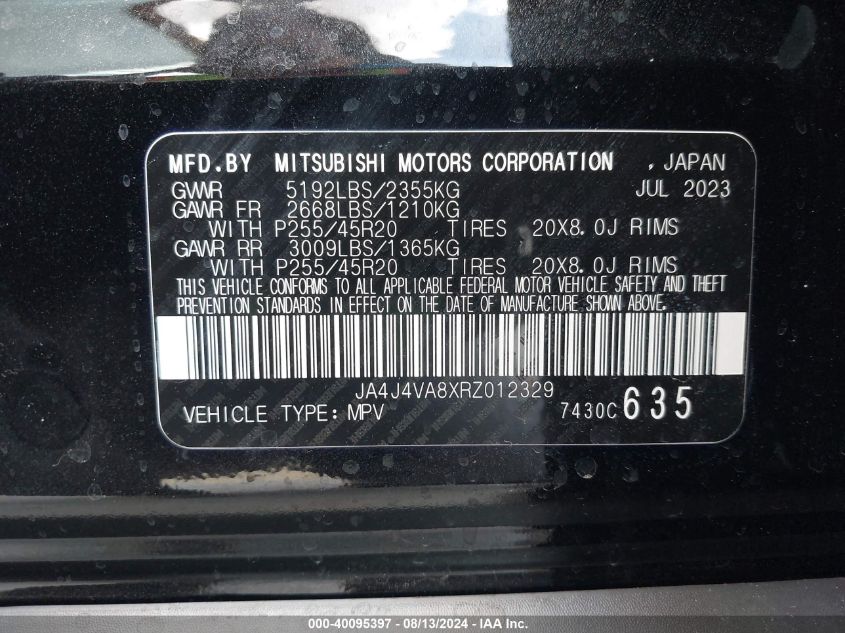 MFD.BY MITSUBISHI MOTORS CORPORATION , JAPAN
GVWR 5192LBS/2355KG JUL 2023
GAWR FR 2668LBS/1210KG
WITH P255/45R20 TIRES 20X8.0J RIMS
GAWR RR 3009LBS/1365KG
WITH P255/45R20 TIRES 20X8.0J RIMS
THIS VEHICLE CONFORMS TO ALL APPLICABLE FEDERAL MOTOR VEHICLE SAFETY AND THEFT
PREVENTION STANDARDS IN EFFECT ON THE DATE OF MANUFACTURE SHOWN ABOVE.
JA4J4VA8XRZ012329
VEHICLE TYPE: MPV 7430C 635
000-40095397 - 08/13/2024 - IAA Inc.